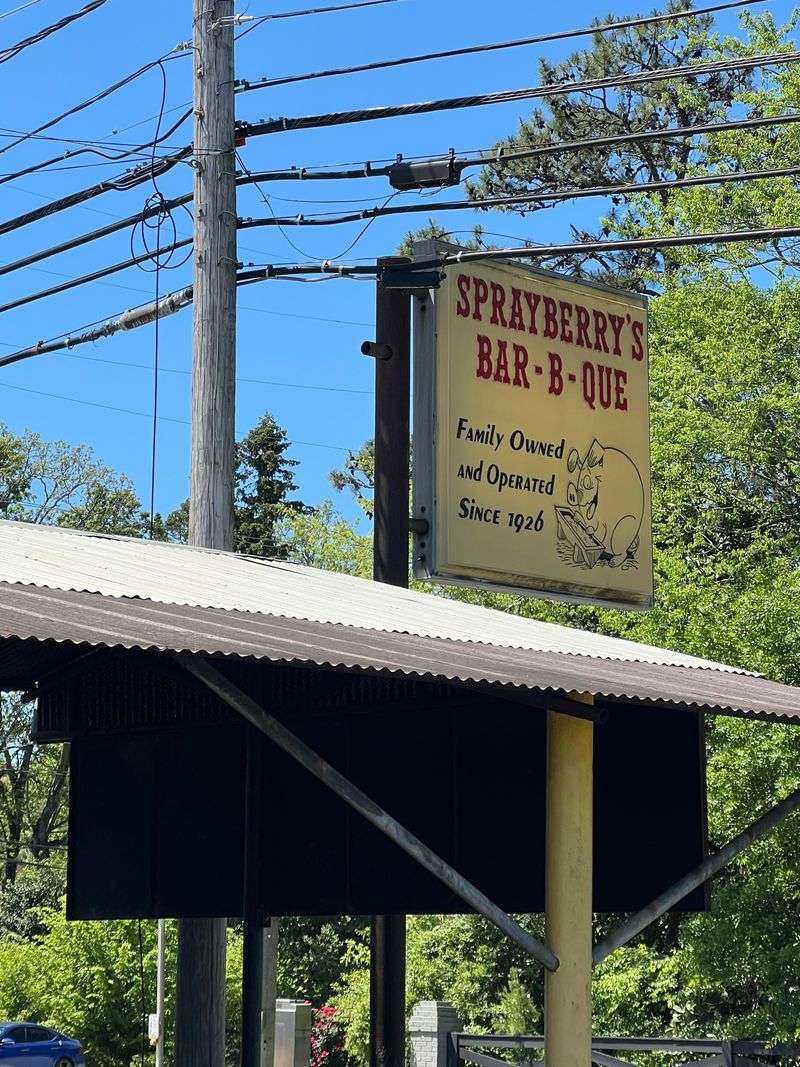 SPRAYBERRY'S
BAR-B-QUE
Family Owned
and Operated
Since 1926